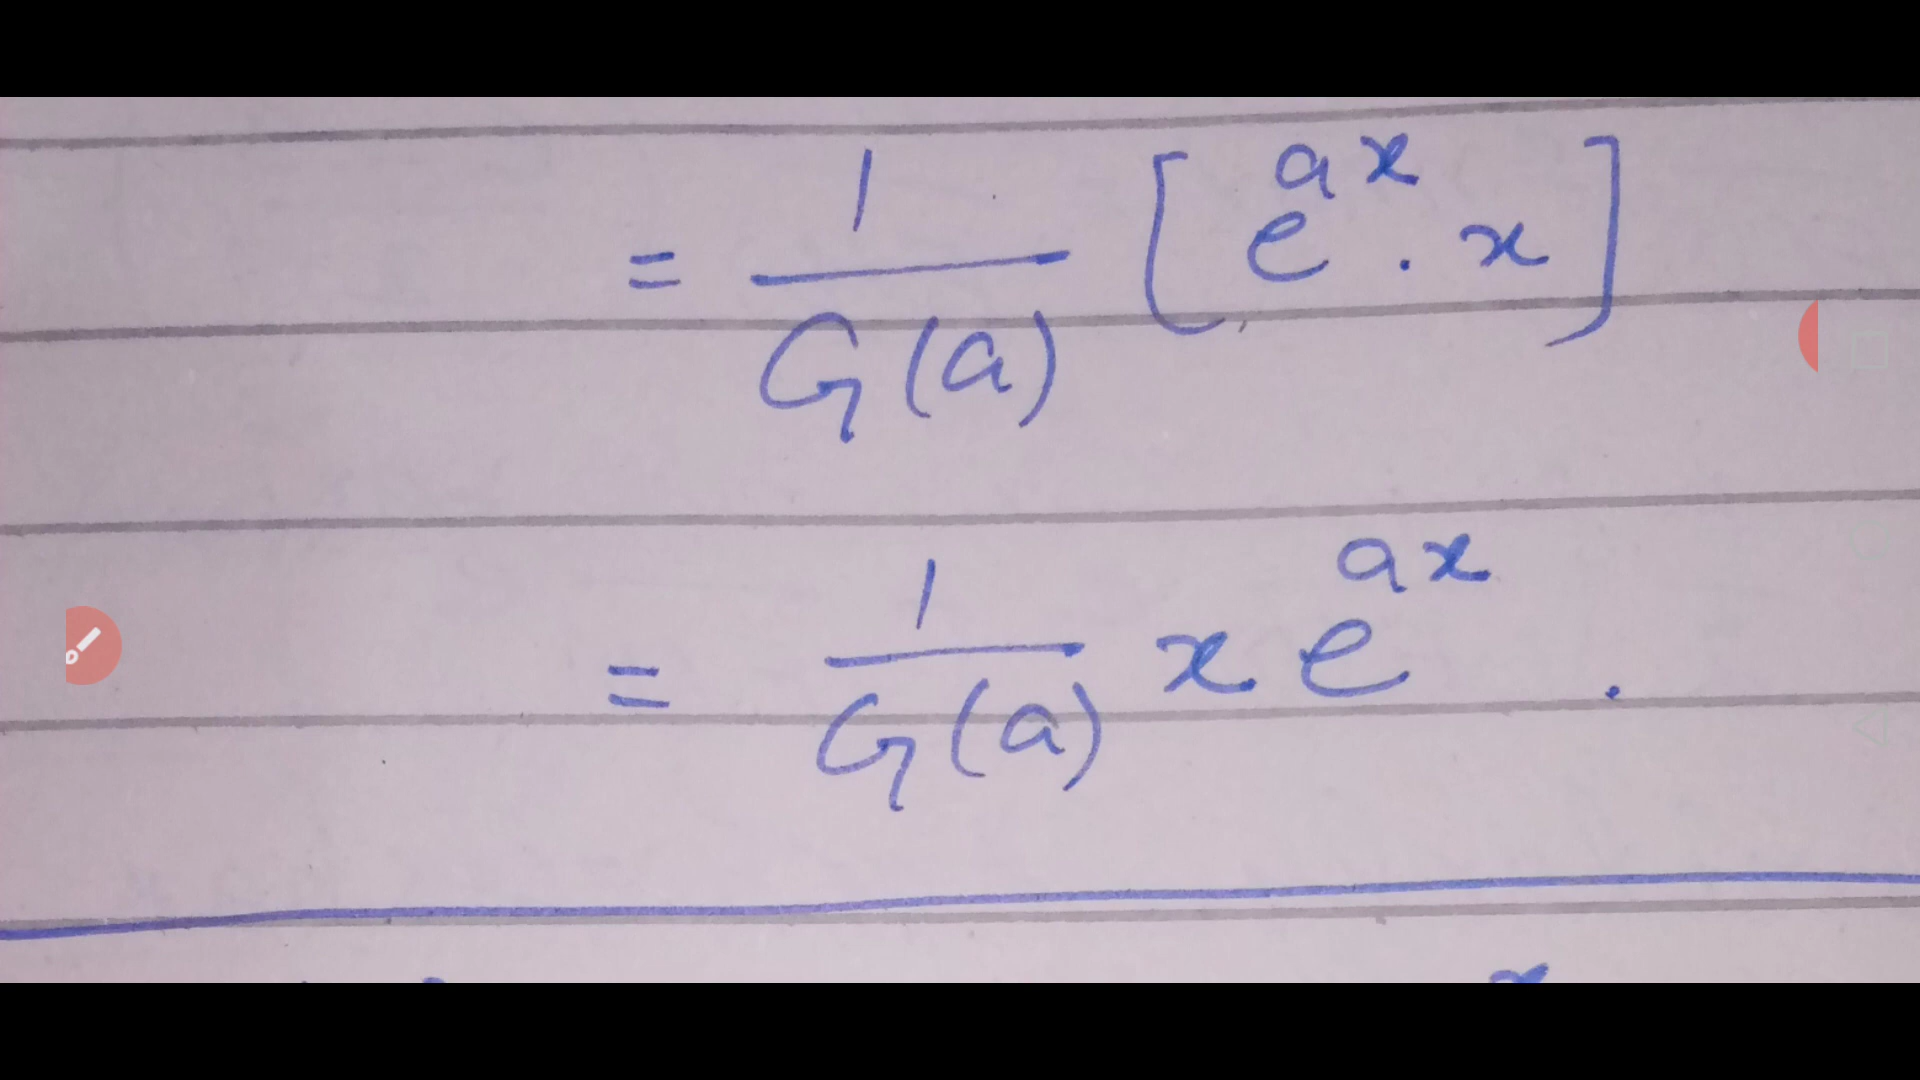 = 1/G(a) [e^{ax} . x]
= 1/G(a) x. e^{ax} .